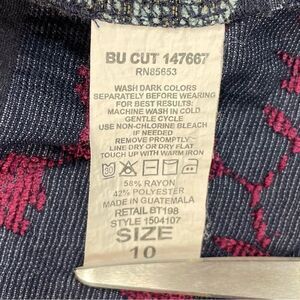 BU CUT 147667
RN85653
WASH DARK COLORS
SEPARATELY BEFORE WEARING
FOR BEST RESULTS:
MACHINE WASH IN COLD
GENTLE CYCLE
USE NON-CHLORINE BLEACH
IF NEEDED
REMOVE PROMPTLY
LINE DRY OR DRY FLAT
TOUCH UP WITH WARM IRON
58% RAYON
42% POLYESTER
MADE IN GUATEMALA
RETAIL BT198
STYLE 1504107
SIZE
10